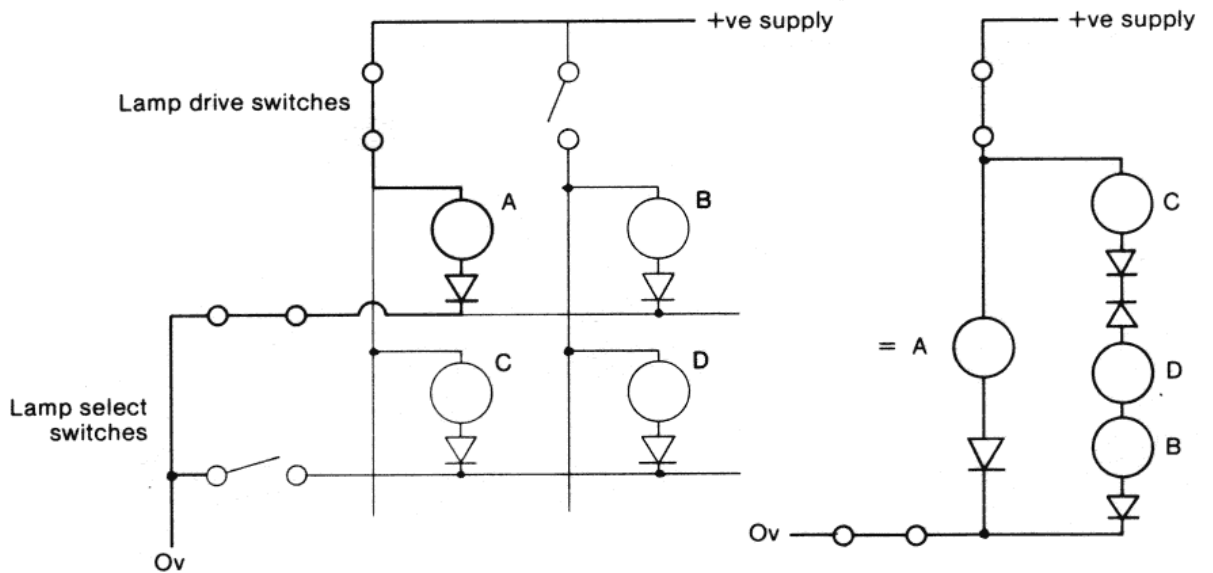 +ve supply
+ve supply
Lamp drive switches
A
B
C
= A
C
D
D
Lamp select
switches
B
Ov
Ov